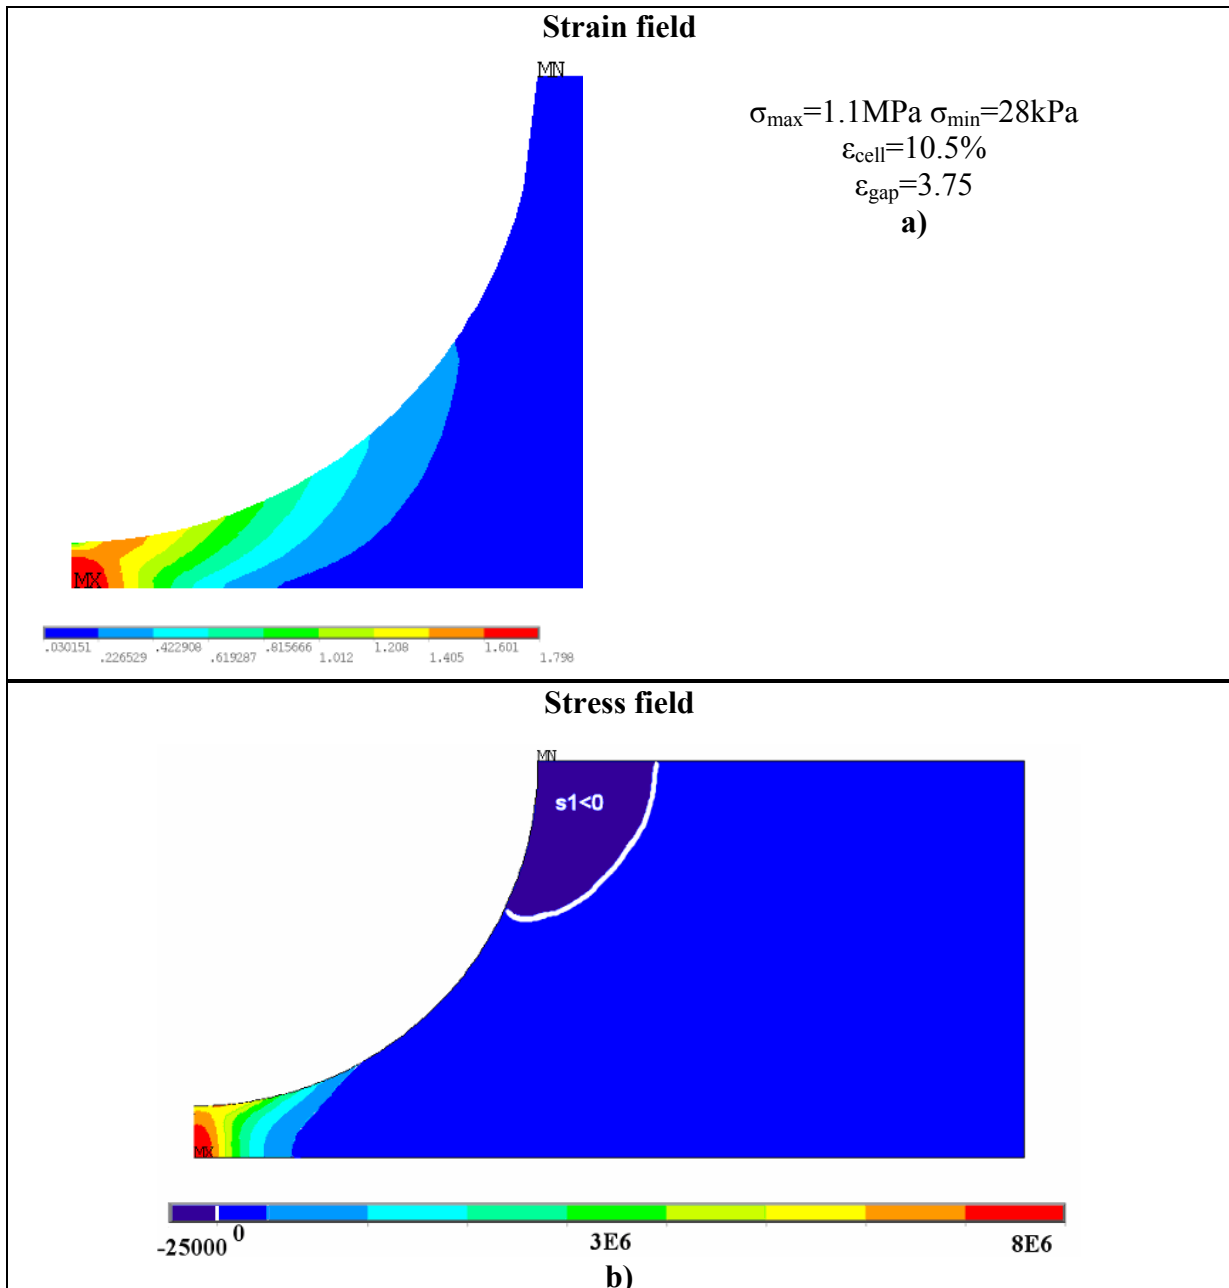 Strain field
MN
σmax=1.1MPa σmin=28kPa
εcell=10.5%
εgap=3.75
a)
MX
.030151 .422908 .815666 1.208 1.601
.226529 .619287 1.012 1.405 1.798
Stress field
MN
s1<0
MX
-25000 0 3E6 8E6
b)